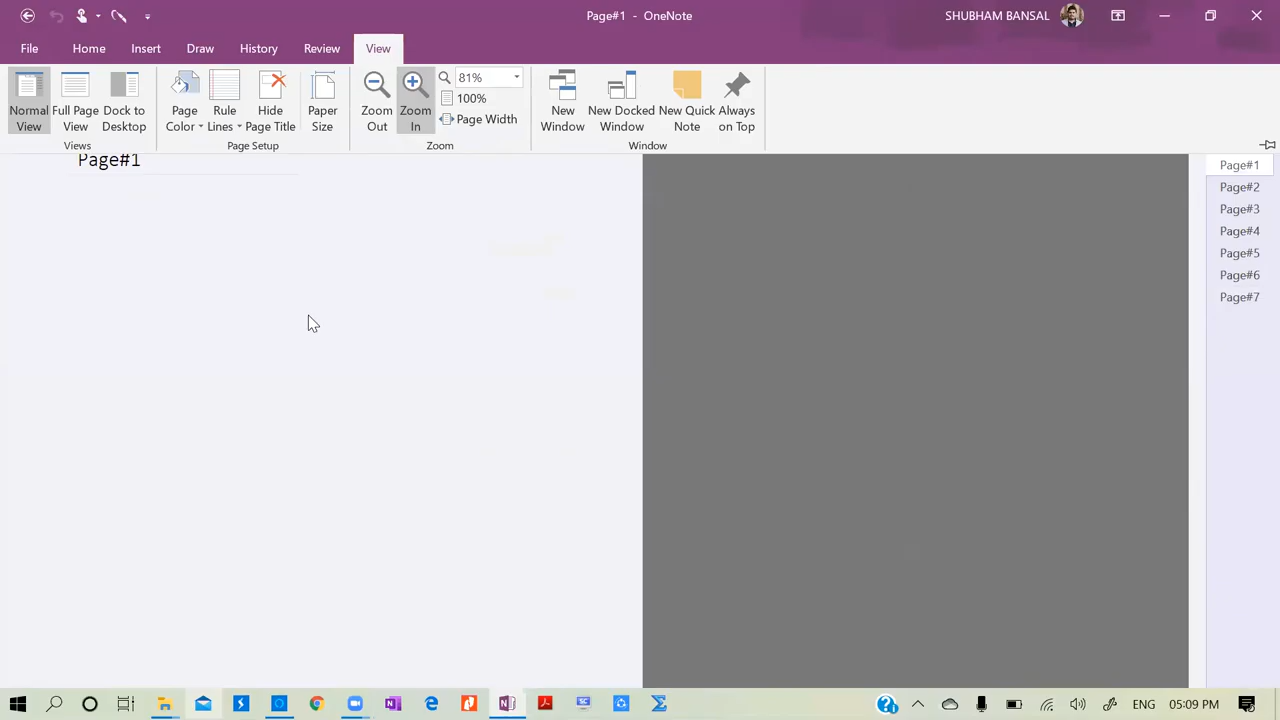 Page#1 - OneNote
SHUBHAM BANSAL
File Home Insert Draw History Review View
Normal View
Full Page View
Dock to Desktop
Views
Page Color
Rule Lines
Hide Page Title
Paper Size
Page Setup
Zoom Out
Zoom In
81%
100%
Page Width
Zoom
New Window
New Docked Window
New Quick Note
Always on Top
Window
Page#1
Page#1
Page#2
Page#3
Page#4
Page#5
Page#6
Page#7
ENG 05:09 PM